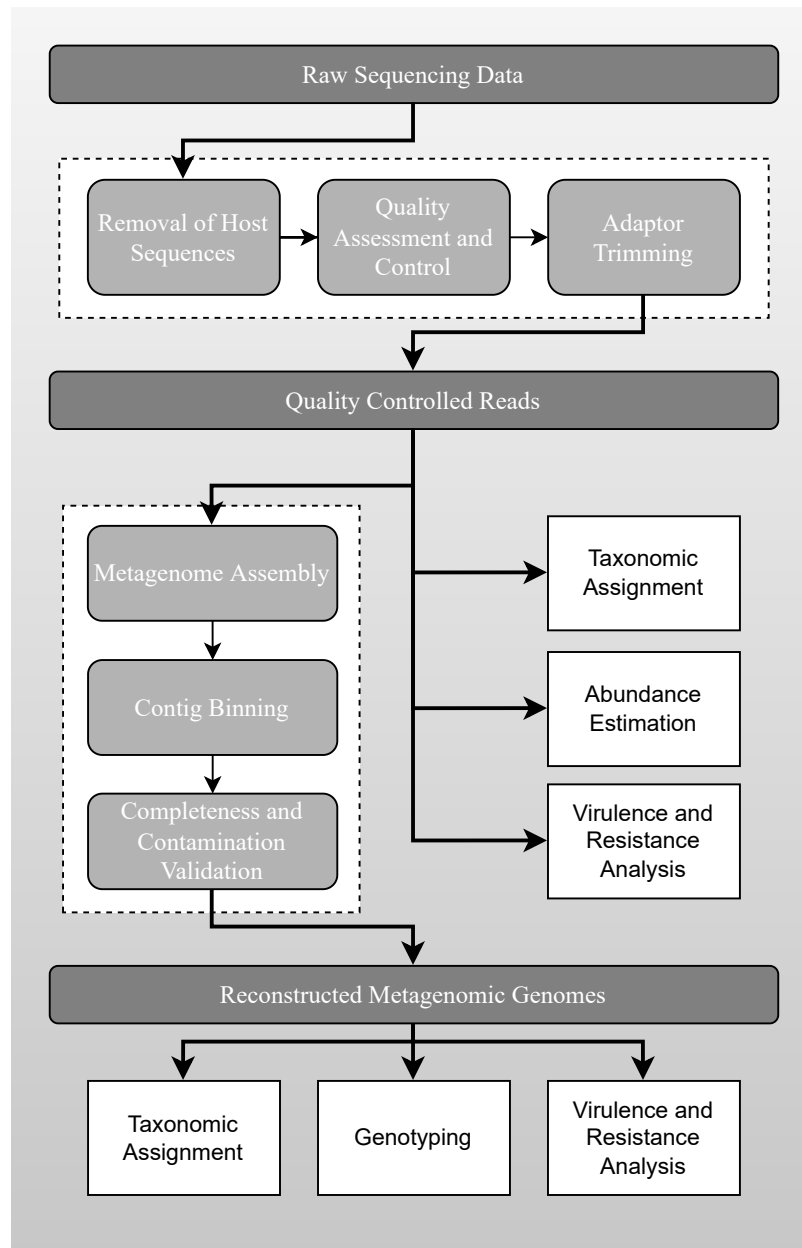 Raw Sequencing Data
Removal of Host
Sequences
Quality
Assessment and
Control
Adaptor
Trimming
Quality Controlled Reads
Metagenome Assembly
Contig Binning
Completeness and
Contamination
Validation
Taxonomic
Assignment
Abundance
Estimation
Virulence and
Resistance
Analysis
Reconstructed Metagenomic Genomes
Taxonomic
Assignment
Genotyping
Virulence and
Resistance
Analysis